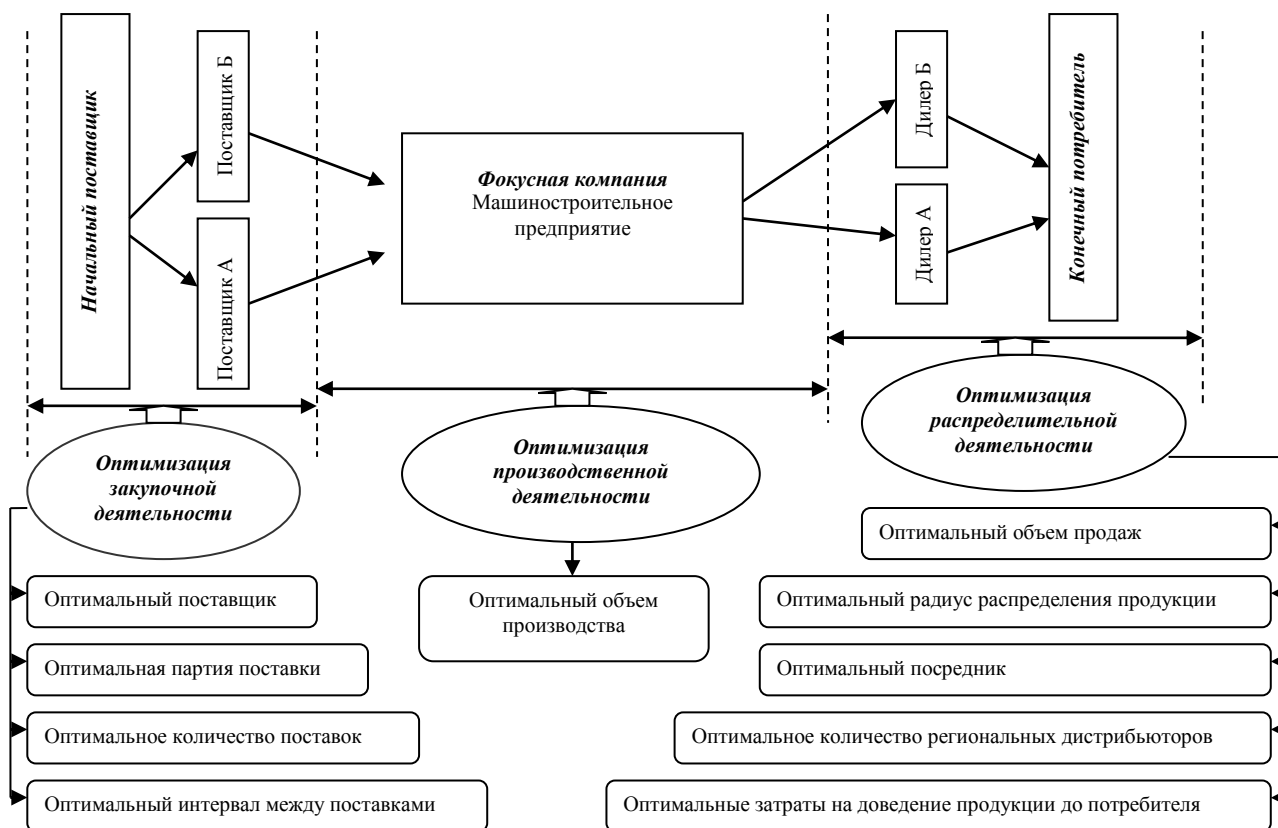 Начальный поставщик
Поставщик Б
Поставщик А
Фокусная компания
Машиностроительное
предприятие
Дилер Б
Дилер А
Конечный потребитель
Оптимизация
закупочной
деятельности
Оптимизация
производственной
деятельности
Оптимизация
распределительной
деятельности
Оптимальный поставщик
Оптимальная партия поставки
Оптимальное количество поставок
Оптимальный интервал между поставками
Оптимальный объем
производства
Оптимальный объем продаж
Оптимальный радиус распределения продукции
Оптимальный посредник
Оптимальное количество региональных дистрибьюторов
Оптимальные затраты на доведение продукции до потребителя